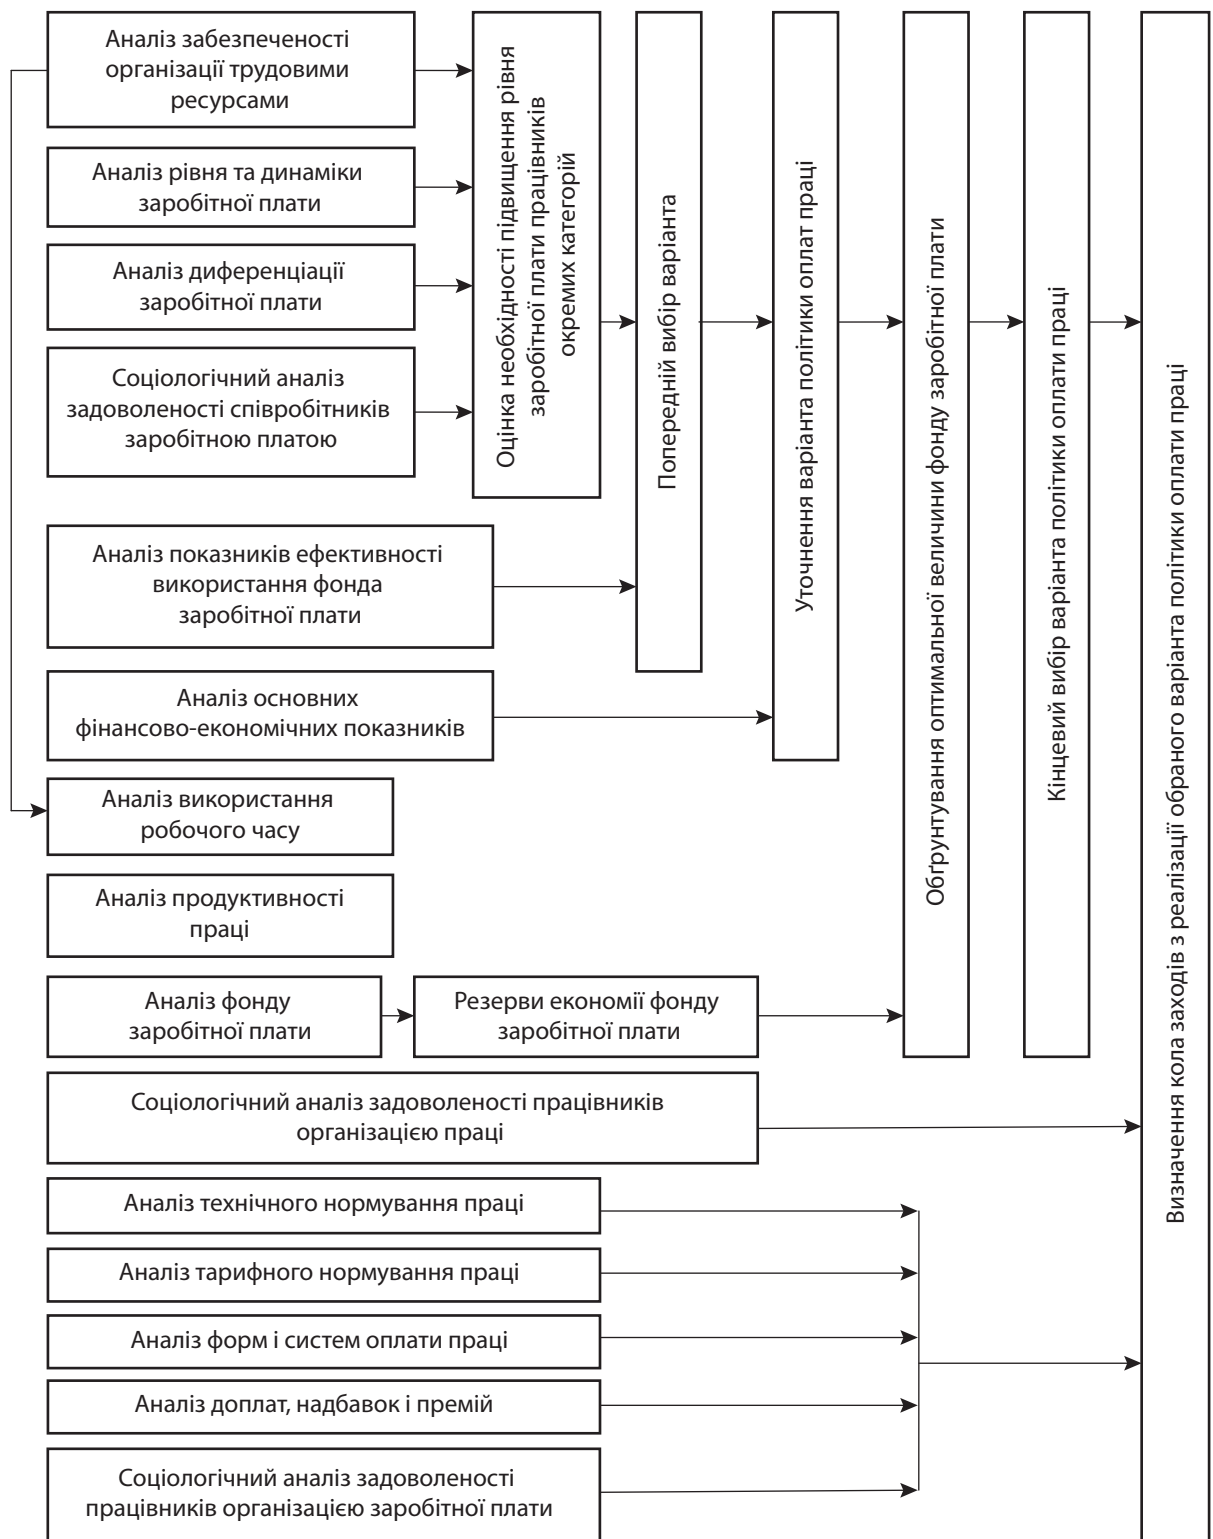 Аналіз забезпеченості
організації трудовими
ресурсами
Аналіз рівня та динаміки
заробітної плати
Аналіз диференціації
заробітної плати
Соціологічний аналіз
задоволеності співробітників
заробітною платою
Оцінка необхідності підвищення рівня
заробітної плати працівників
окремих категорій
Попередній вибір варіанта
Уточнення варіанта політики оплат праці
Обґрунтування оптимальної величини фонду заробітної плати
Кінцевий вибір варіанта політики оплати праці
Визначення кола заходів з реалізації обраного варіанта політики оплати праці
Аналіз показників ефективності
використання фонда
заробітної плати
Аналіз основних
фінансово-економічних показників
Аналіз використання
робочого часу
Аналіз продуктивності
праці
Аналіз фонду
заробітної плати
Резерви економії фонду
заробітної плати
Соціологічний аналіз задоволеності працівників
організацією праці
Аналіз технічного нормування праці
Аналіз тарифного нормування праці
Аналіз форм і систем оплати праці
Аналіз доплат, надбавок і премій
Соціологічний аналіз задоволеності
працівників організацією заробітної плати